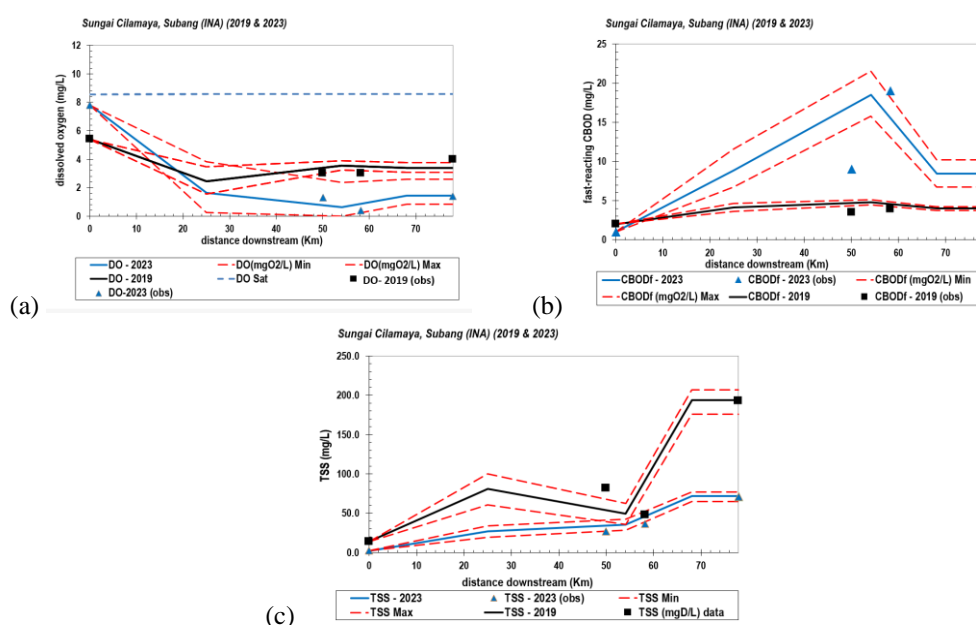 Sungai Cilamaya, Subang (INA) (2019 & 2023)
12
10
8
6
4
2
0
dissolved oxygen (mg/L)
0 10 20 30 40 50 60 70
distance downstream (Km)
DO - 2023 DO(mgO2/L) Min DO(mgO2/L) Max
DO - 2019 DO Sat DO- 2019 (obs)
DO-2023 (obs)
(a)
Sungai Cilamaya, Subang (INA) (2019 & 2023)
25
20
15
10
5
0
fast-reacting CBOD (mg/L)
0 10 20 30 40 50 60 70
distance downstream (Km)
CBODf - 2023 CBODf - 2023 (obs) CBODf (mgO2/L) Min
CBODf (mgO2/L) Max CBODf - 2019 CBODf - 2019 (obs)
(b)
Sungai Cilamaya, Subang (INA) (2019 & 2023)
250.0
200.0
150.0
100.0
50.0
0.0
TSS (mg/L)
0 10 20 30 40 50 60 70
distance downstream (Km)
TSS - 2023 TSS - 2023 (obs) TSS Min
TSS Max TSS - 2019 TSS (mgD/L) data
(c)